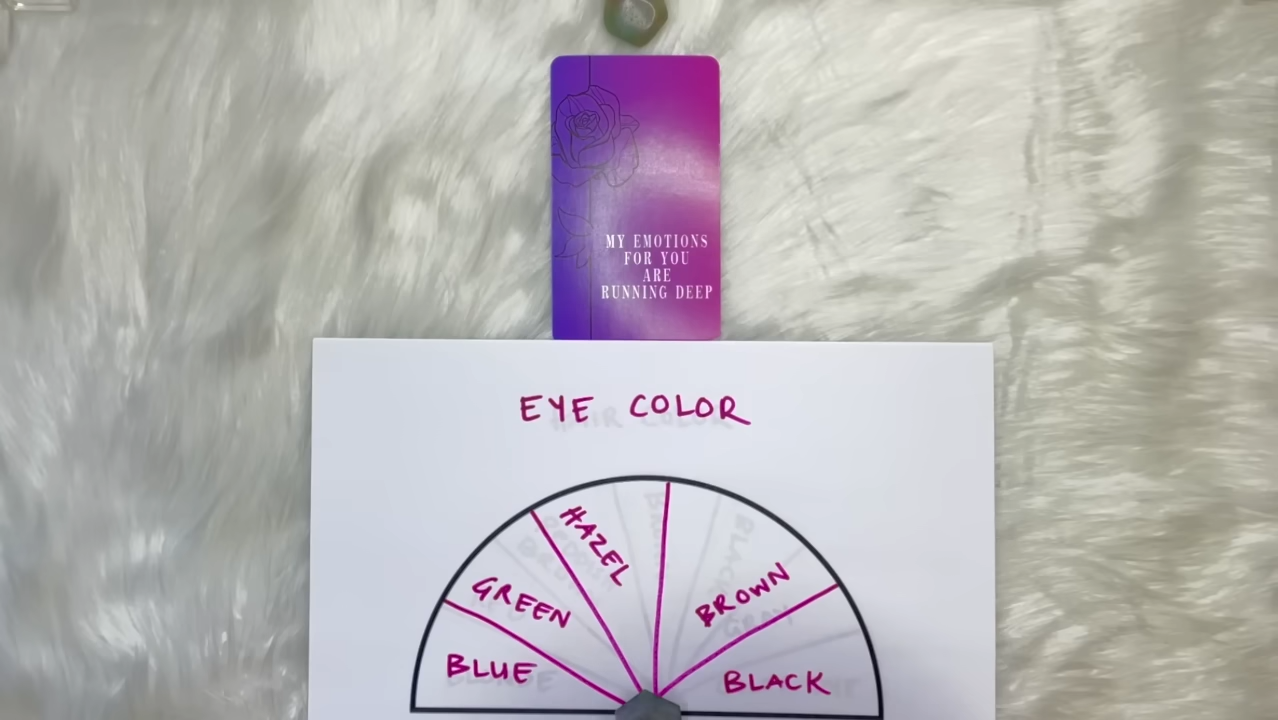 MY EMOTIONS
FOR YOU
ARE
RUNNING DEEP
EYE COLOR
HAZEL
GREEN
BROWN
BLUE
BLACK